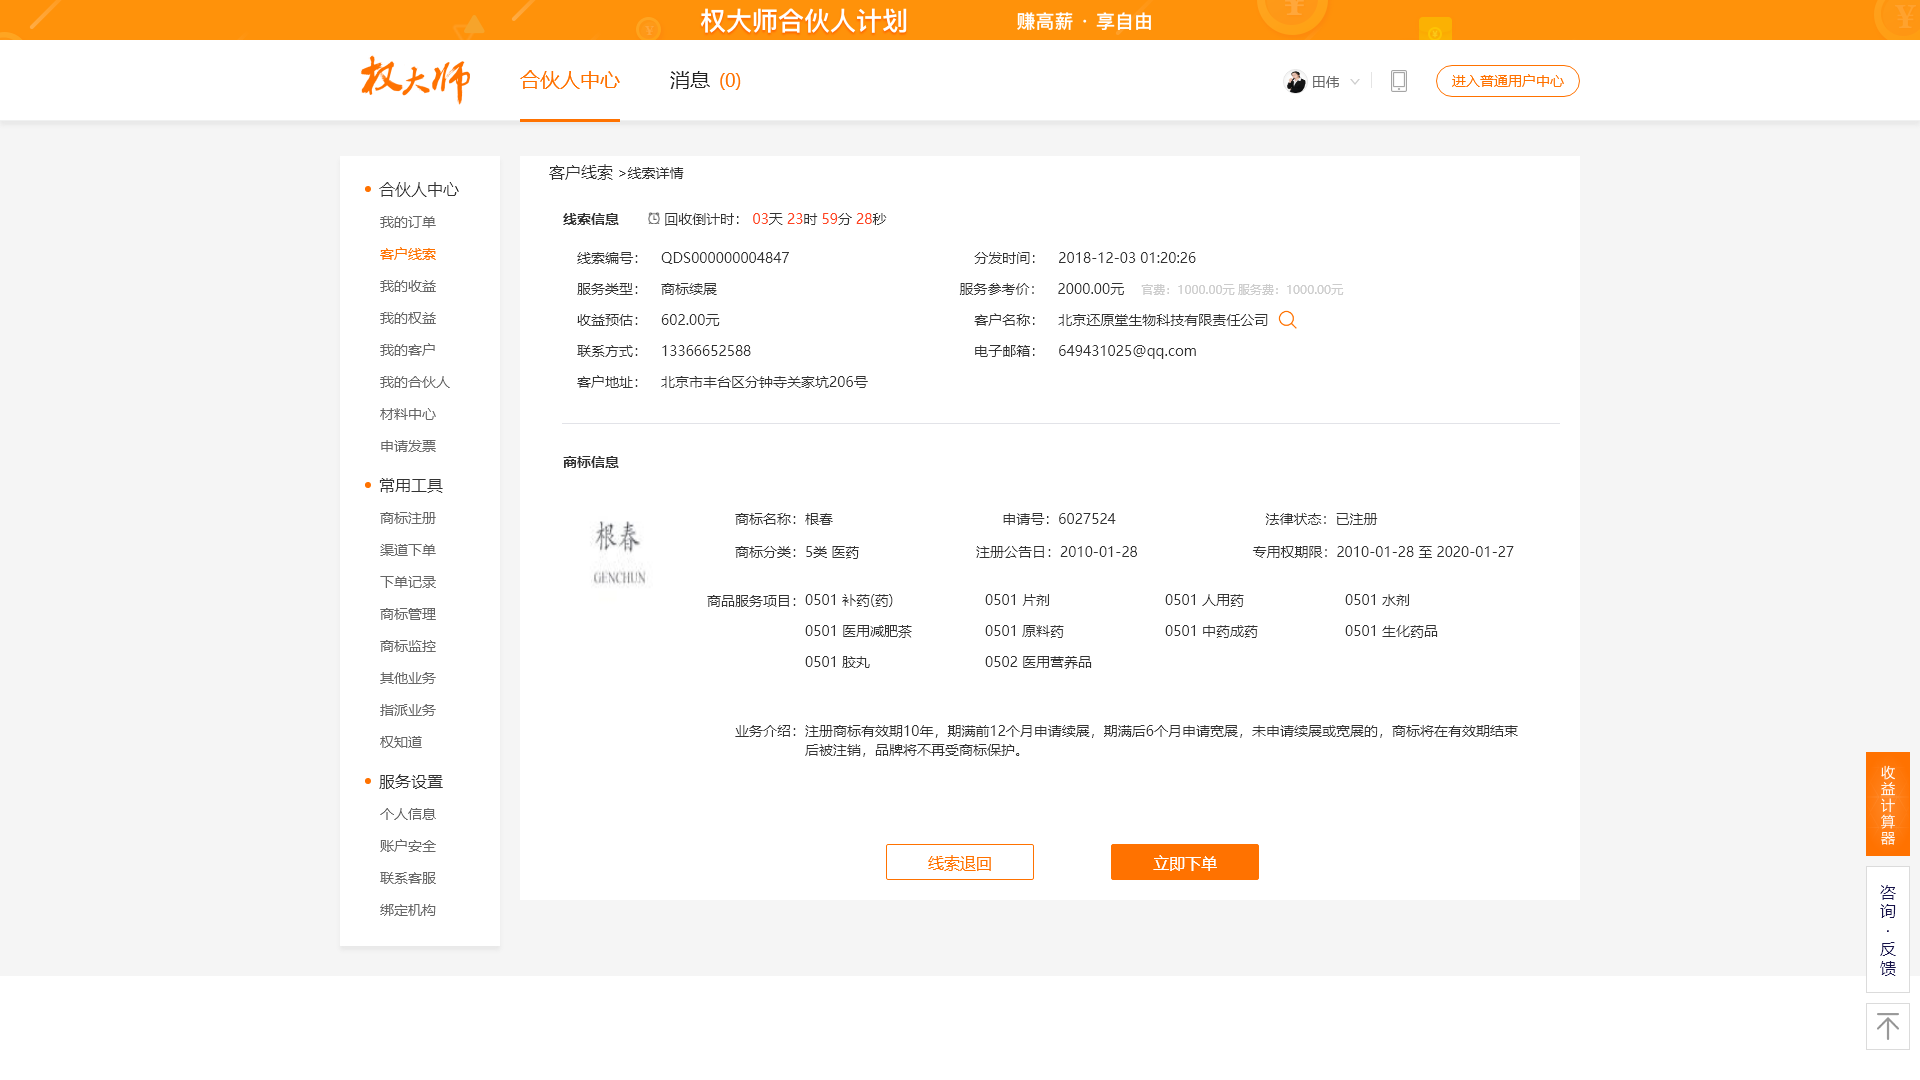 权大师合伙人计划 赚高薪 · 享自由
权大师 合伙人中心 消息 (0) 田伟 进入普通用户中心
合伙人中心
我的订单
客户线索
我的收益
我的权益
我的客户
我的合伙人
材料中心
申请发票
常用工具
商标注册
渠道下单
下单记录
商标管理
商标监控
其他业务
指派业务
权知道
服务设置
个人信息
账户安全
联系客服
绑定机构
客户线索 >线索详情
线索信息 回收倒计时： 03天 23时 59分 28秒
线索编号： QDS000000004847 分发时间： 2018-12-03 01:20:26
服务类型： 商标续展 服务参考价： 2000.00元 官费：1000.00元 服务费：1000.00元
收益预估： 602.00元 客户名称： 北京还原堂生物科技有限责任公司
联系方式： 13366652588 电子邮箱： 649431025@qq.com
客户地址： 北京市丰台区分钟寺关家坑206号
商标信息
根春
GENCHUN
商标名称： 根春 申请号： 6027524 法律状态： 已注册
商标分类： 5类 医药 注册公告日： 2010-01-28 专用权期限： 2010-01-28 至 2020-01-27
商品服务项目： 0501 补药(药) 0501 片剂 0501 人用药 0501 水剂
0501 医用减肥茶 0501 原料药 0501 中药成药 0501 生化药品
0501 胶丸 0502 医用营养品
业务介绍： 注册商标有效期10年，期满前12个月申请续展，期满后6个月申请宽展，未申请续展或宽展的，商标将在有效期结束
后被注销，品牌将不再受商标保护。
线索退回 立即下单
收益计算器
咨询·反馈